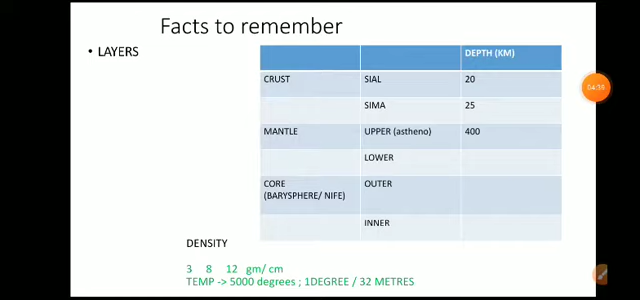 Facts to remember
• LAYERS
DEPTH (KM)
CRUST SIAL 20
SIMA 25
MANTLE UPPER (astheno) 400
LOWER
CORE OUTER
(BARYSPHERE/ NIFE)
INNER
DENSITY
3 8 12 gm/ cm
TEMP -> 5000 degrees ; 1DEGREE / 32 METRES
04:38